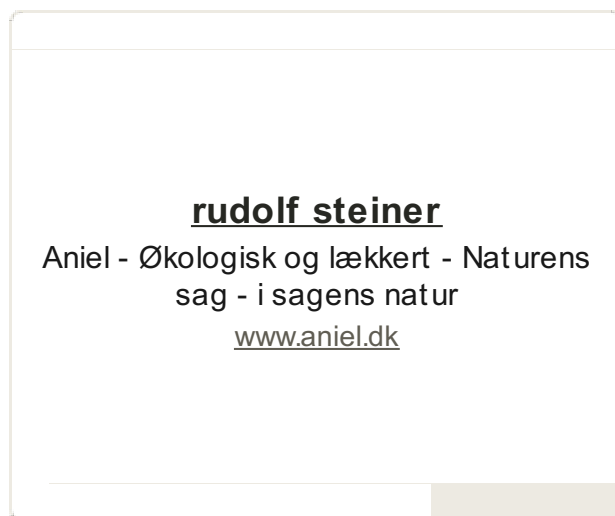 rudolf steiner
Aniel - Økologisk og lækkert - Naturens
sag - i sagens natur
www.aniel.dk